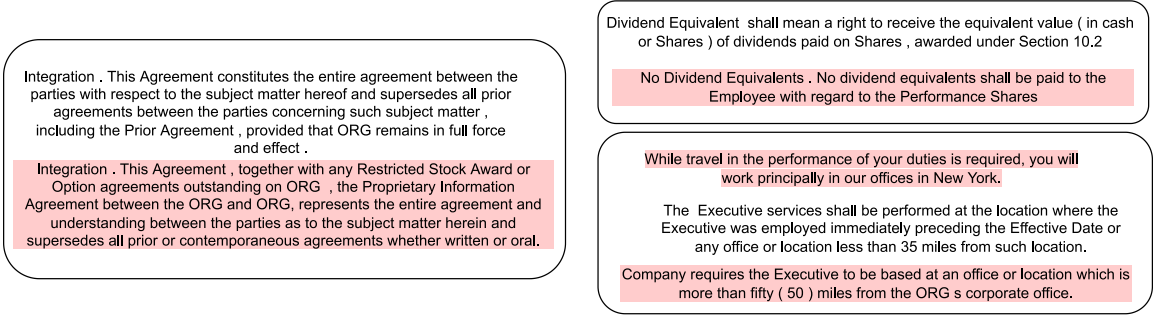 Integration . This Agreement constitutes the entire agreement between the
parties with respect to the subject matter hereof and supersedes all prior
agreements between the parties concerning such subject matter ,
including the Prior Agreement , provided that ORG remains in full force
and effect .
Integration . This Agreement , together with any Restricted Stock Award or
Option agreements outstanding on ORG , the Proprietary Information
Agreement between the ORG and ORG, represents the entire agreement and
understanding between the parties as to the subject matter herein and
supersedes all prior or contemporaneous agreements whether written or oral.
Dividend Equivalent shall mean a right to receive the equivalent value ( in cash
or Shares ) of dividends paid on Shares , awarded under Section 10.2
No Dividend Equivalents . No dividend equivalents shall be paid to the
Employee with regard to the Performance Shares
While travel in the performance of your duties is required, you will
work principally in our offices in New York.
The Executive services shall be performed at the location where the
Executive was employed immediately preceding the Effective Date or
any office or location less than 35 miles from such location.
Company requires the Executive to be based at an office or location which is
more than fifty ( 50 ) miles from the ORG s corporate office.